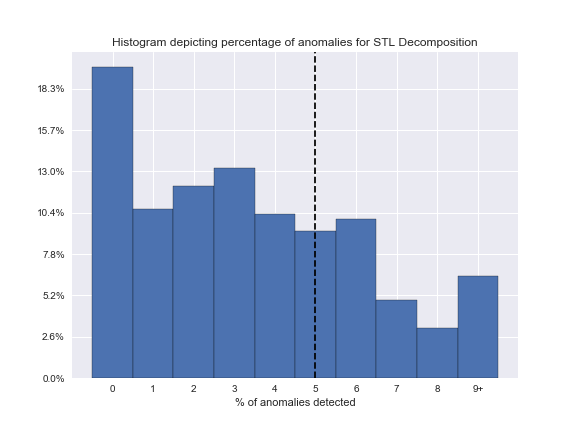 Histogram depicting percentage of anomalies for STL Decomposition
18.3%
15.7%
13.0%
10.4%
7.8%
5.2%
2.6%
0.0%
0 1 2 3 4 5 6 7 8 9+
% of anomalies detected